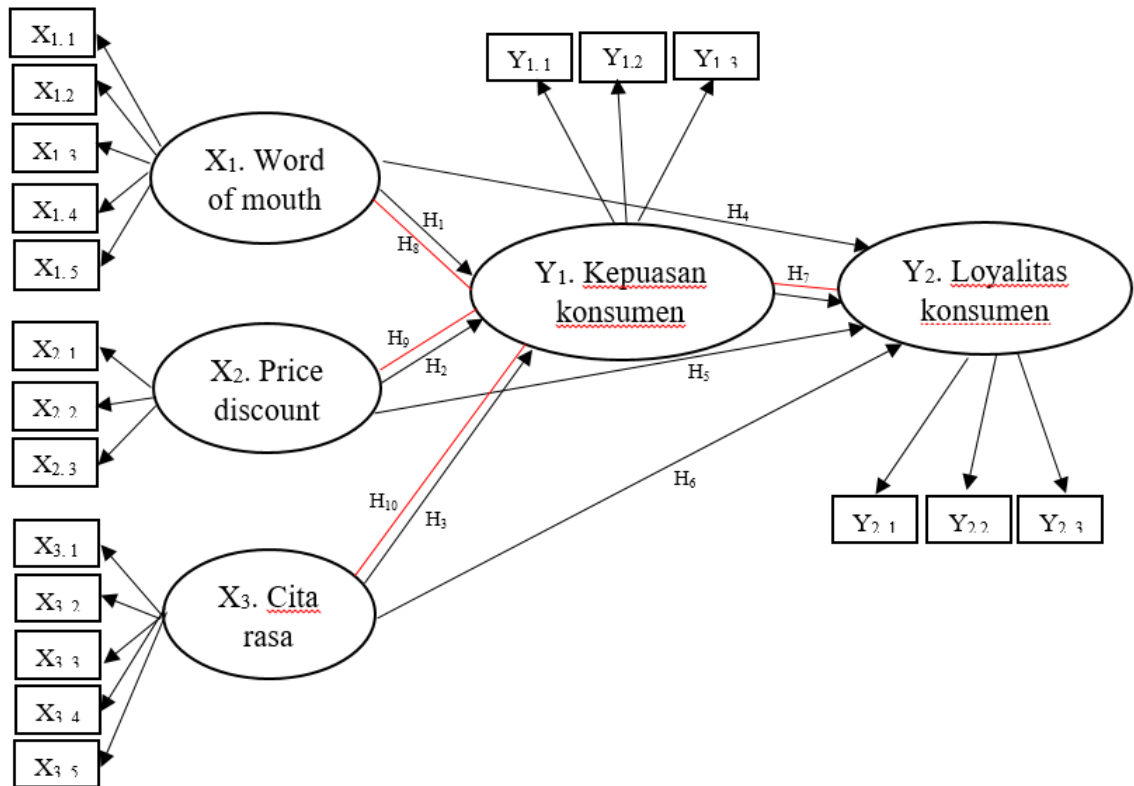 X1.1
X1.2
X1.3
X1.4
X1.5
X1. Word
of mouth
Y1.1
Y1.2
Y1.3
H1
H8
H4
X2.1
X2.2
X2.3
X2. Price
discount
H9
H2
Y1. Kepuasan
konsumen
H7
Y2. Loyalitas
konsumen
H5
H10
H3
H6
X3.1
X3.2
X3.3
X3.4
X3.5
X3. Cita
rasa
Y2.1
Y2.2
Y2.3